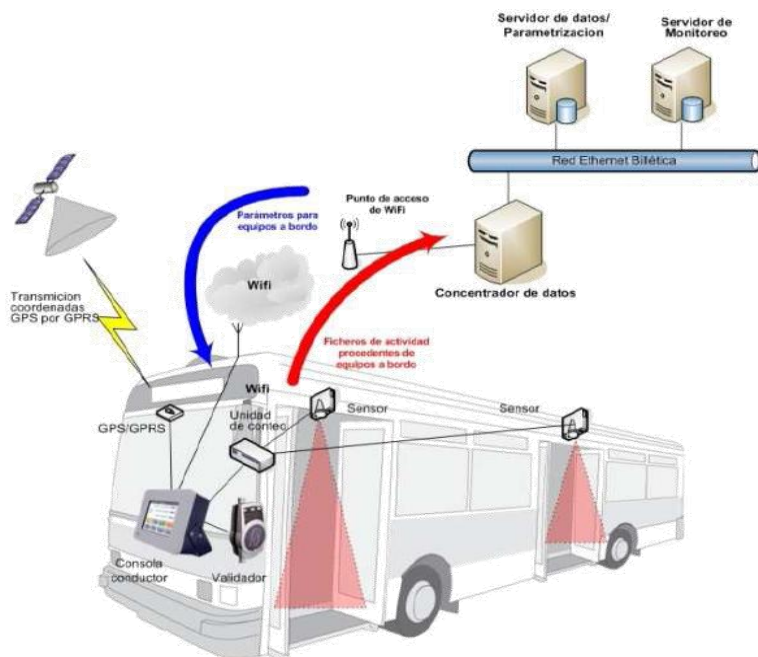 Servidor de datos/
Parametrizacion
Servidor de
Monitoreo
Red Ethernet Billética
Punto de acceso
de WiFi
Parámetros para
equipos a bordo
Concentrador de datos
Wifi
Transmicion
coordenadas
GPS por GPRS
Ficheros de actividad
procedentes de
equipos a bordo
Wifi
Sensor
Sensor
Unidad
de conteo
GPS/GPRS
Consola
conductor
Validador